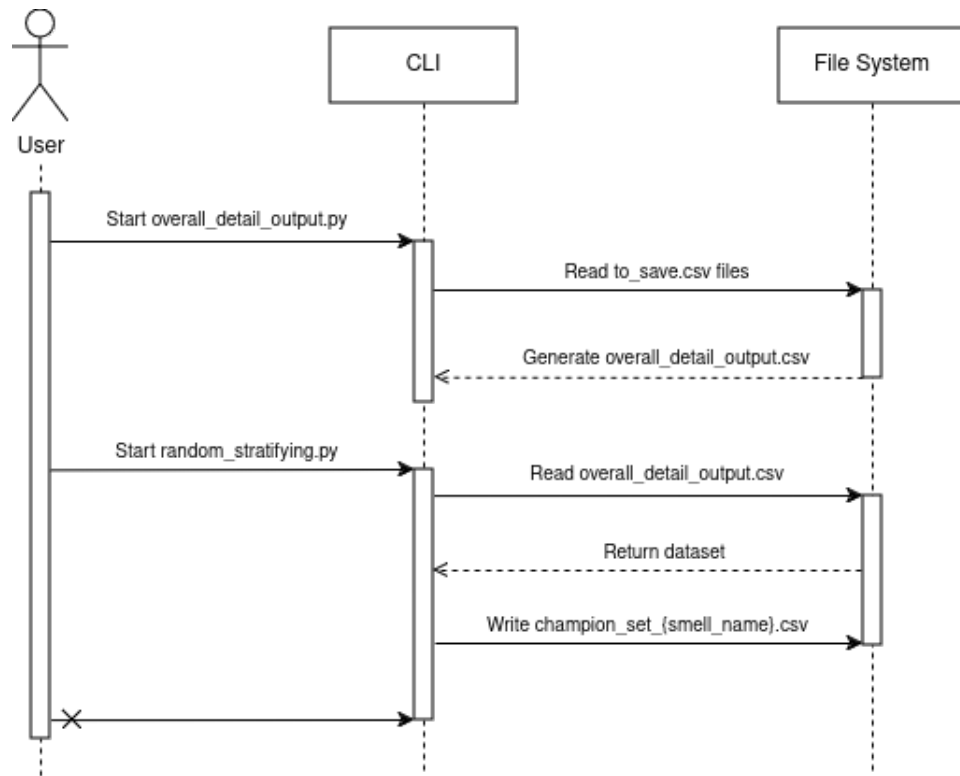 CLI
File System
User
Start overall_detail_output.py
Read to_save.csv files
Generate overall_detail_output.csv
Start random_stratifying.py
Read overall_detail_output.csv
Return dataset
Write champion_set_{smell_name}.csv